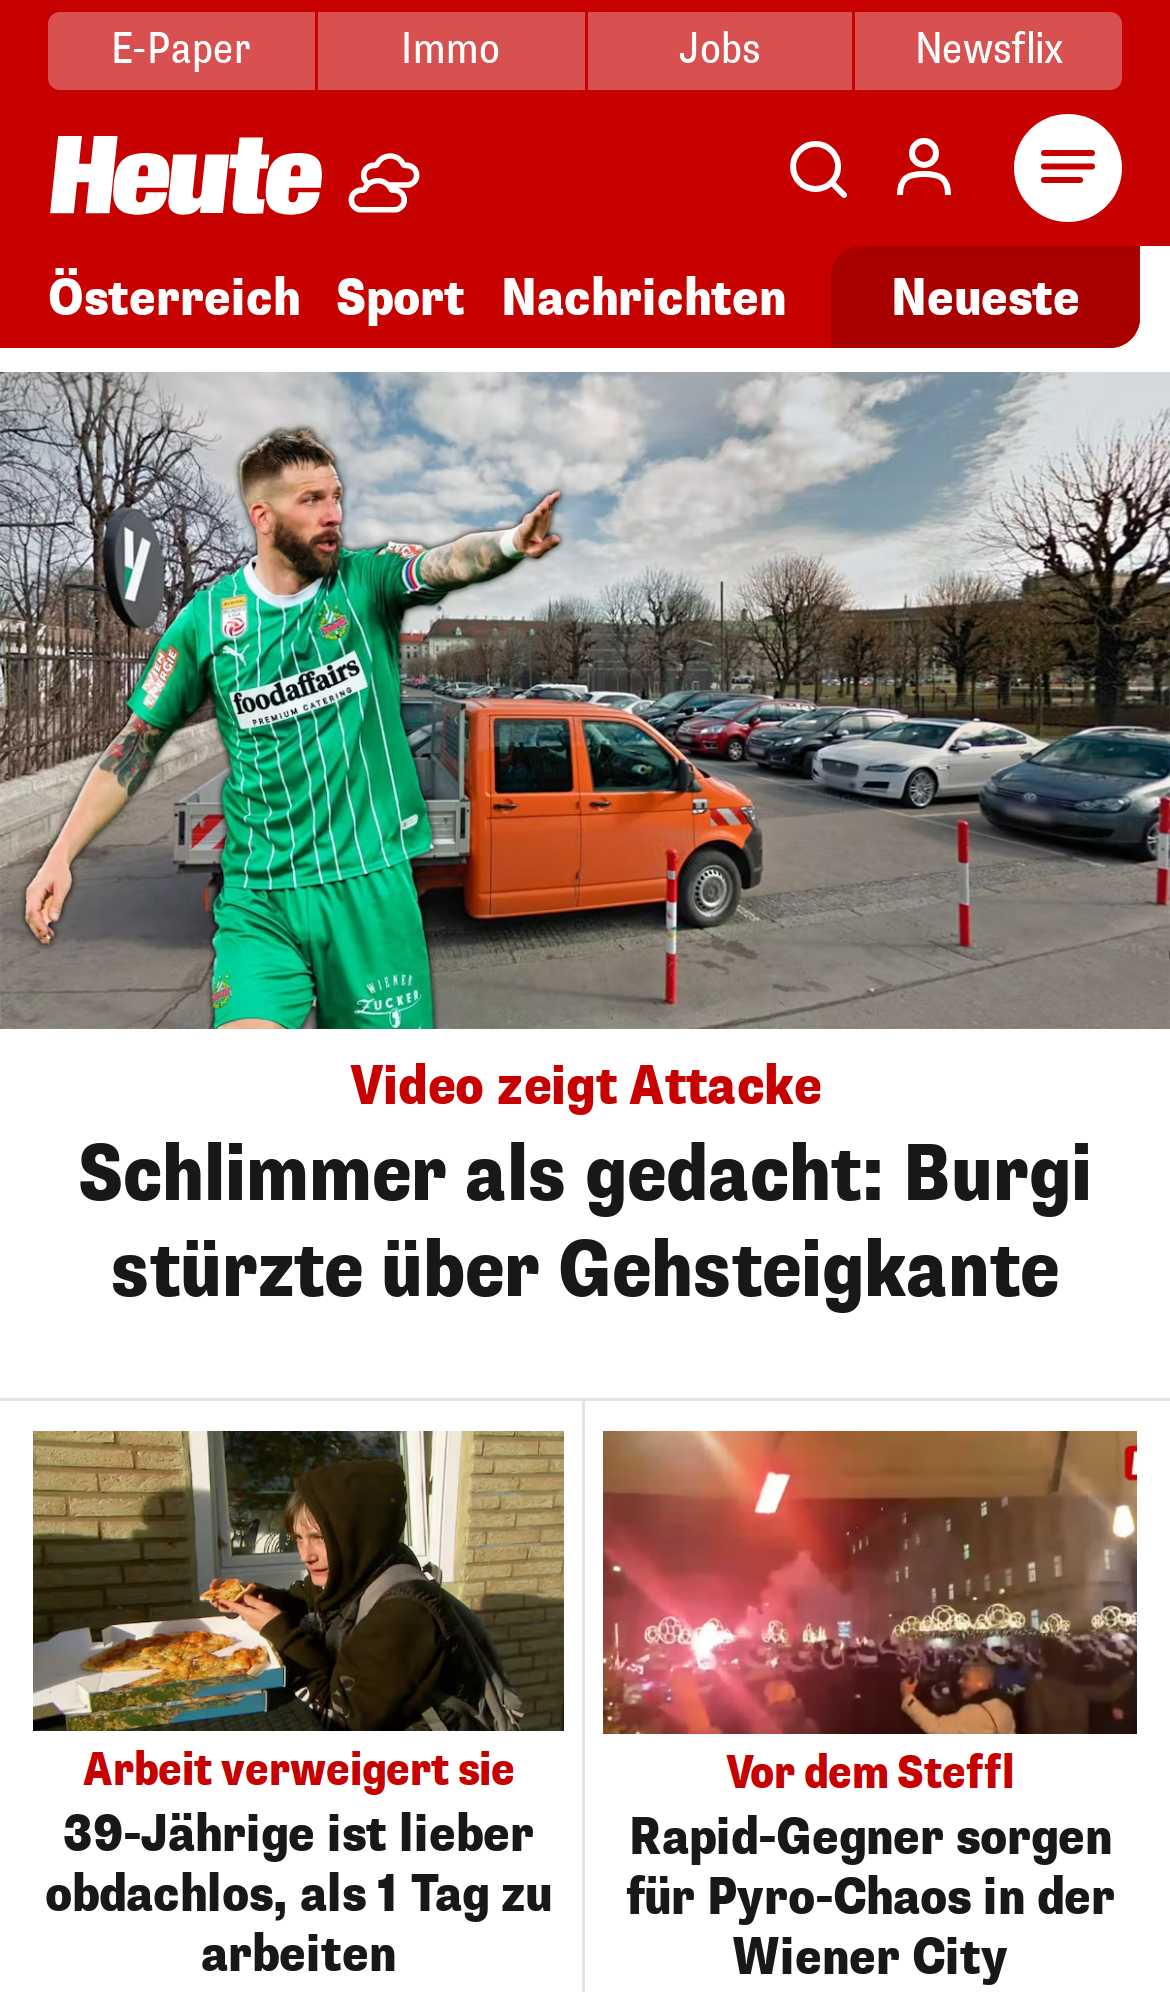 E-Paper
Immo
Jobs
Newsflix
Heute
Österreich
Sport
Nachrichten
Neueste
WIEN
ENERGIE
foodaffairs
PREMIUM CATERING
WIENER
ZUCKER
Video zeigt Attacke
Schlimmer als gedacht: Burgi
stürzte über Gehsteigkante
Arbeit verweigert sie
39-Jährige ist lieber
obdachlos, als 1 Tag zu
arbeiten
Vor dem Steffl
Rapid-Gegner sorgen
für Pyro-Chaos in der
Wiener City